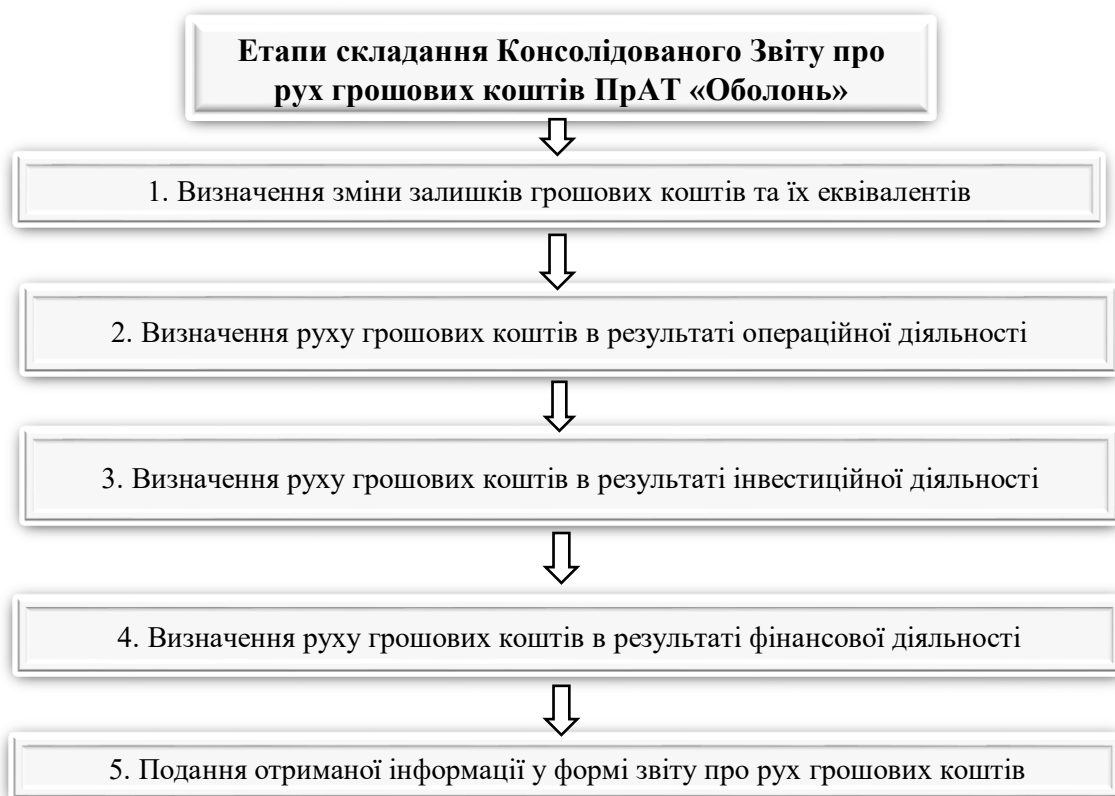 Етапи складання Консолідованого Звіту про
рух грошових коштів ПрАТ «Оболонь»
1. Визначення зміни залишків грошових коштів та їх еквівалентів
2. Визначення руху грошових коштів в результаті операційної діяльності
3. Визначення руху грошових коштів в результаті інвестиційної діяльності
4. Визначення руху грошових коштів в результаті фінансової діяльності
5. Подання отриманої інформації у формі звіту про рух грошових коштів